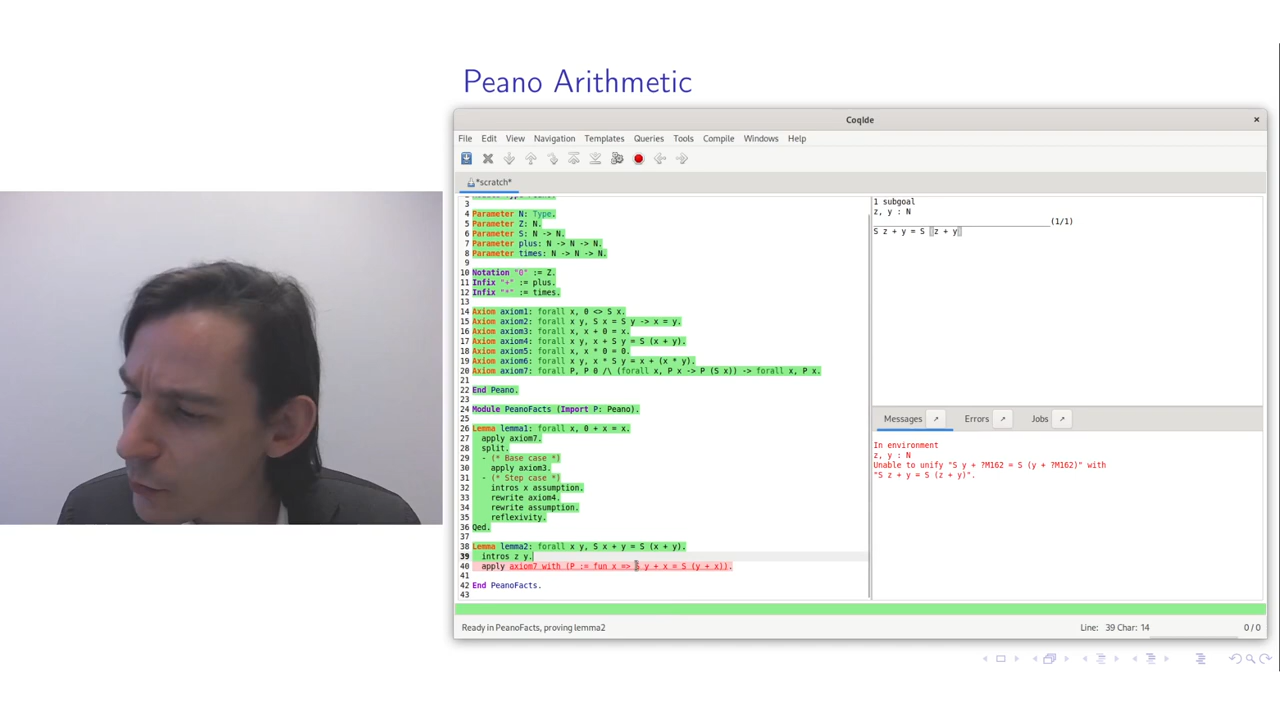 Peano Arithmetic
CoqIde
File Edit View Navigation Templates Queries Tools Compile Windows Help
*scratch*
3
4 Parameter N: Type.
5 Parameter Z: N.
6 Parameter S: N -> N.
7 Parameter plus: N -> N -> N.
8 Parameter times: N -> N -> N.
9
10 Notation "0" := Z.
11 Infix "+" := plus.
12 Infix "*" := times.
13
14 Axiom axiom1: forall x, 0 <> S x.
15 Axiom axiom2: forall x y, S x = S y -> x = y.
16 Axiom axiom3: forall x, x + 0 = x.
17 Axiom axiom4: forall x y, x + S y = S (x + y).
18 Axiom axiom5: forall x, x * 0 = 0.
19 Axiom axiom6: forall x y, x * S y = x + (x * y).
20 Axiom axiom7: forall P, P 0 /\ (forall x, P x -> P (S x)) -> forall x, P x.
21
22 End Peano.
23
24 Module PeanoFacts (Import P: Peano).
25
26 Lemma lemma1: forall x, 0 + x = x.
27 apply axiom7.
28 split.
29 - (* Base case *)
30 apply axiom3.
31 - (* Step case *)
32 intros x assumption.
33 rewrite axiom4.
34 rewrite assumption.
35 reflexivity.
36 Qed.
37
38 Lemma lemma2: forall x y, S x + y = S (x + y).
39 intros z y.
40 apply axiom7 with (P := fun x => S y + x = S (y + x)).
41
42 End PeanoFacts.
43
1 subgoal
z, y : N
(1/1)
S z + y = S (z + y)
Messages Errors Jobs
In environment
z, y : N
Unable to unify "S y + ?M162 = S (y + ?M162)" with
"S z + y = S (z + y)".
Ready in PeanoFacts, proving lemma2
Line: 39 Char: 14 0 / 0